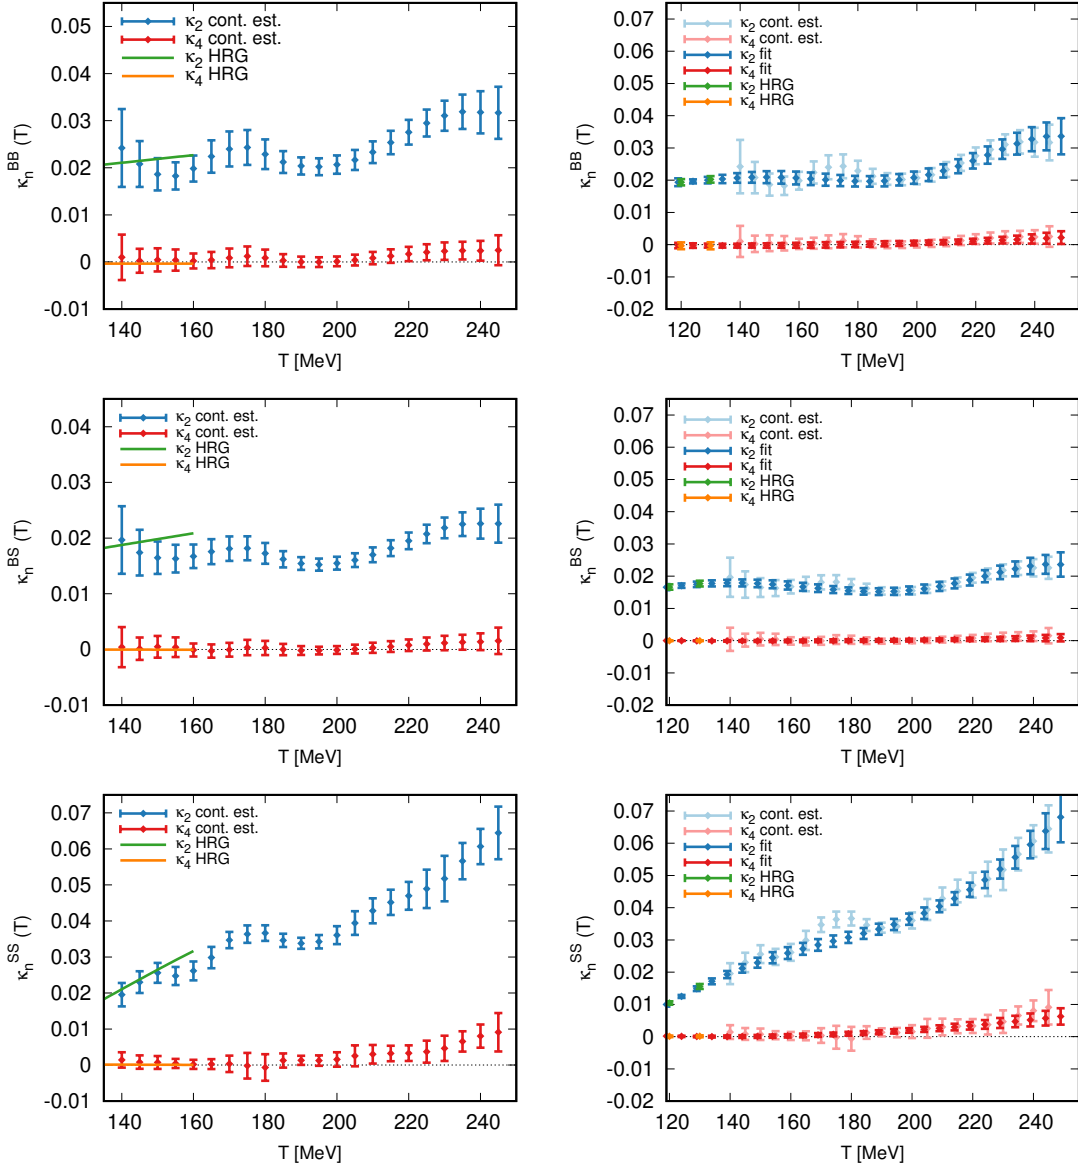 0.05
0.04
0.03
0.02
0.01
0
-0.01
κ₂ cont. est.
κ₄ cont. est.
κ₂ HRG
κ₄ HRG
κₙᴮᴮ (T)
140 160 180 200 220 240
T [MeV]
0.07
0.06
0.05
0.04
0.03
0.02
0.01
0
-0.01
-0.02
κ₂ cont. est.
κ₄ cont. est.
κ₂ fit
κ₄ fit
κ₂ HRG
κ₄ HRG
κₙᴮᴮ (T)
120 140 160 180 200 220 240
T [MeV]
0.04
0.03
0.02
0.01
0
-0.01
κ₂ cont. est.
κ₄ cont. est.
κ₂ HRG
κ₄ HRG
κₙᴮˢ (T)
140 160 180 200 220 240
T [MeV]
0.07
0.06
0.05
0.04
0.03
0.02
0.01
0
-0.01
-0.02
κ₂ cont. est.
κ₄ cont. est.
κ₂ fit
κ₄ fit
κ₂ HRG
κ₄ HRG
κₙᴮˢ (T)
120 140 160 180 200 220 240
T [MeV]
0.07
0.06
0.05
0.04
0.03
0.02
0.01
0
-0.01
κ₂ cont. est.
κ₄ cont. est.
κ₂ HRG
κ₄ HRG
κₙˢˢ (T)
140 160 180 200 220 240
T [MeV]
0.07
0.06
0.05
0.04
0.03
0.02
0.01
0
-0.01
-0.02
κ₂ cont. est.
κ₄ cont. est.
κ₂ fit
κ₄ fit
κ₂ HRG
κ₄ HRG
κₙˢˢ (T)
120 140 160 180 200 220 240
T [MeV]